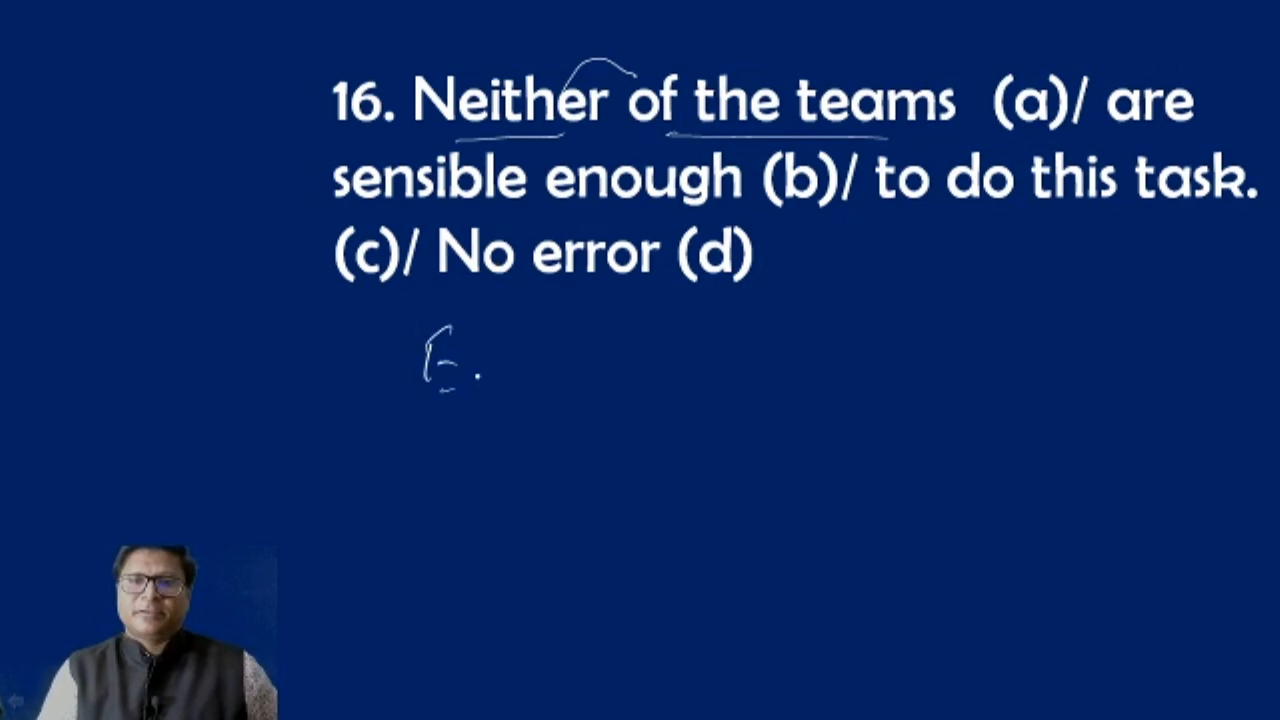 16. Neither of the teams (a)/ are
sensible enough (b)/ to do this task.
(c)/ No error (d)